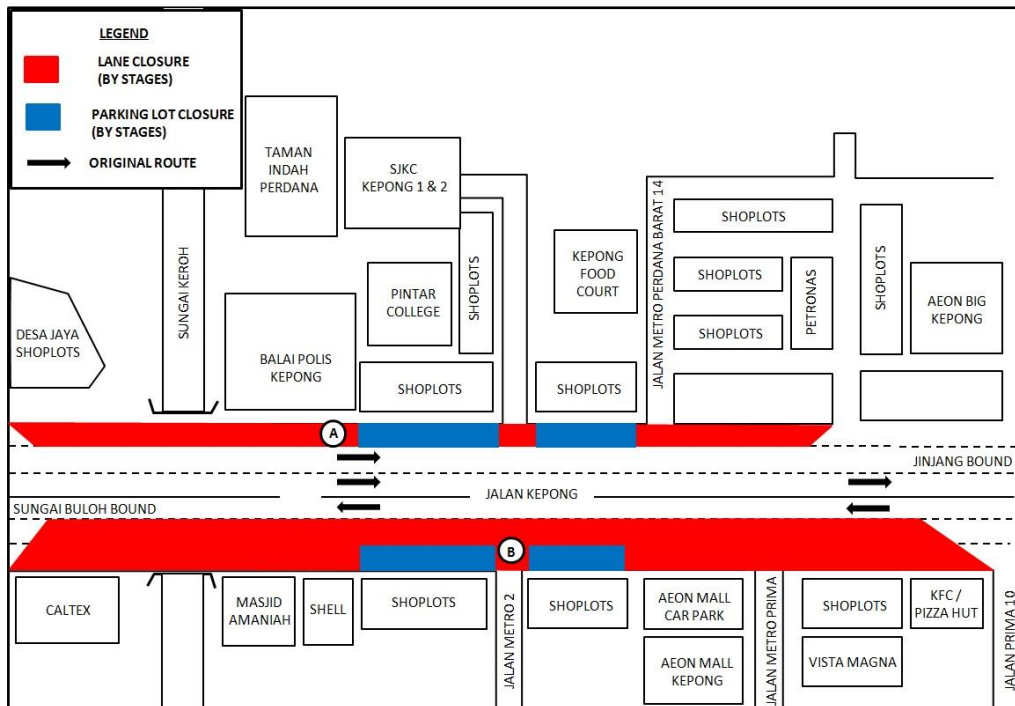 LEGEND
LANE CLOSURE
(BY STAGES)
PARKING LOT CLOSURE
(BY STAGES)
ORIGINAL ROUTE
TAMAN
INDAH
PERDANA
SJKC
KEPONG 1 & 2
SUNGAI KEROH
DESA JAYA
SHOPLOTS
BALAI POLIS
KEPONG
PINTAR
COLLEGE
SHOPLOTS
SHOPLOTS
KEPONG
FOOD
COURT
SHOPLOTS
JALAN METRO PERDANA BARAT 14
SHOPLOTS
SHOPLOTS
SHOPLOTS
PETRONAS
SHOPLOTS
AEON BIG
KEPONG
A
JINJANG BOUND
JALAN KEPONG
SUNGAI BULOH BOUND
B
CALTEX
MASJID
AMANIAH
SHELL
SHOPLOTS
JALAN METRO 2
SHOPLOTS
AEON MALL
CAR PARK
AEON MALL
KEPONG
JALAN METRO PRIMA
SHOPLOTS
VISTA MAGNA
KFC /
PIZZA HUT
JALAN PRIMA 10